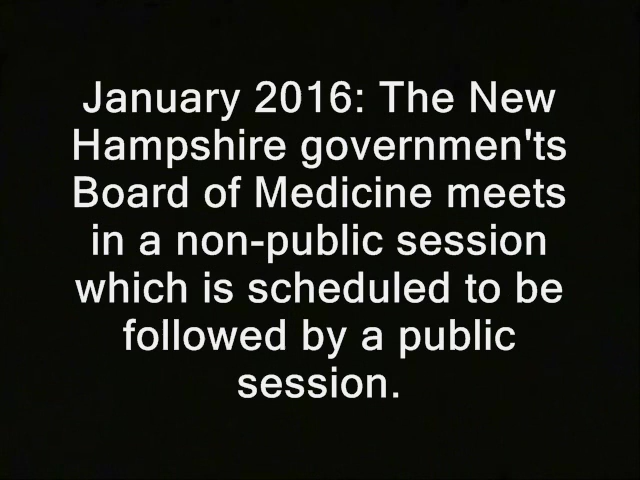 January 2016: The New
Hampshire governmen'ts
Board of Medicine meets
in a non-public session
which is scheduled to be
followed by a public
session.